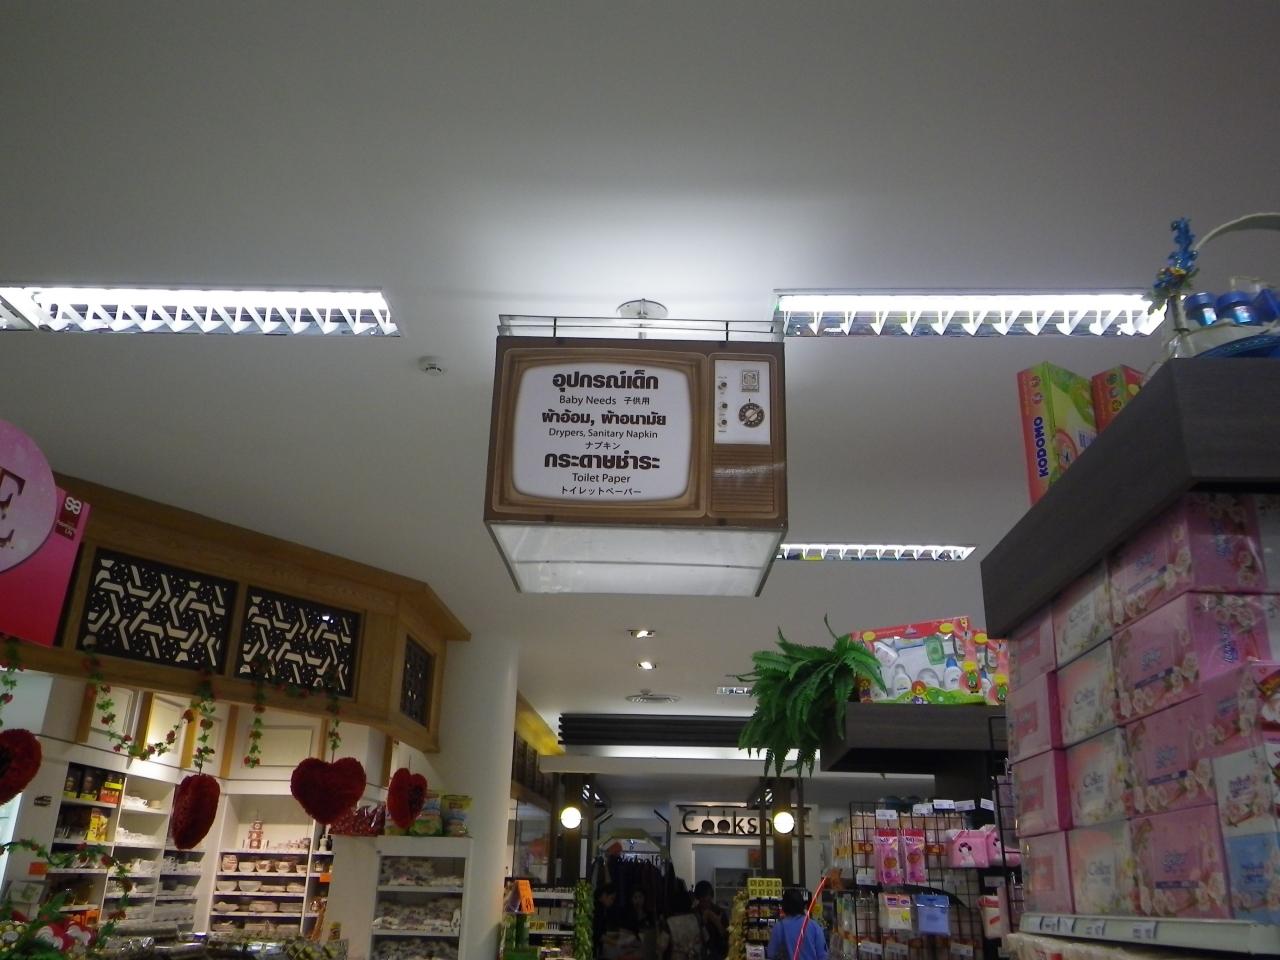 อุปกรณ์เด็ก
Baby Needs 子供用
ผ้าอ้อม, ผ้าอนามัย
Drypers, Sanitary Napkin
ナプキン
กระดาษชำระ
Toilet Paper
トイレットペーパー
KODOMO
E